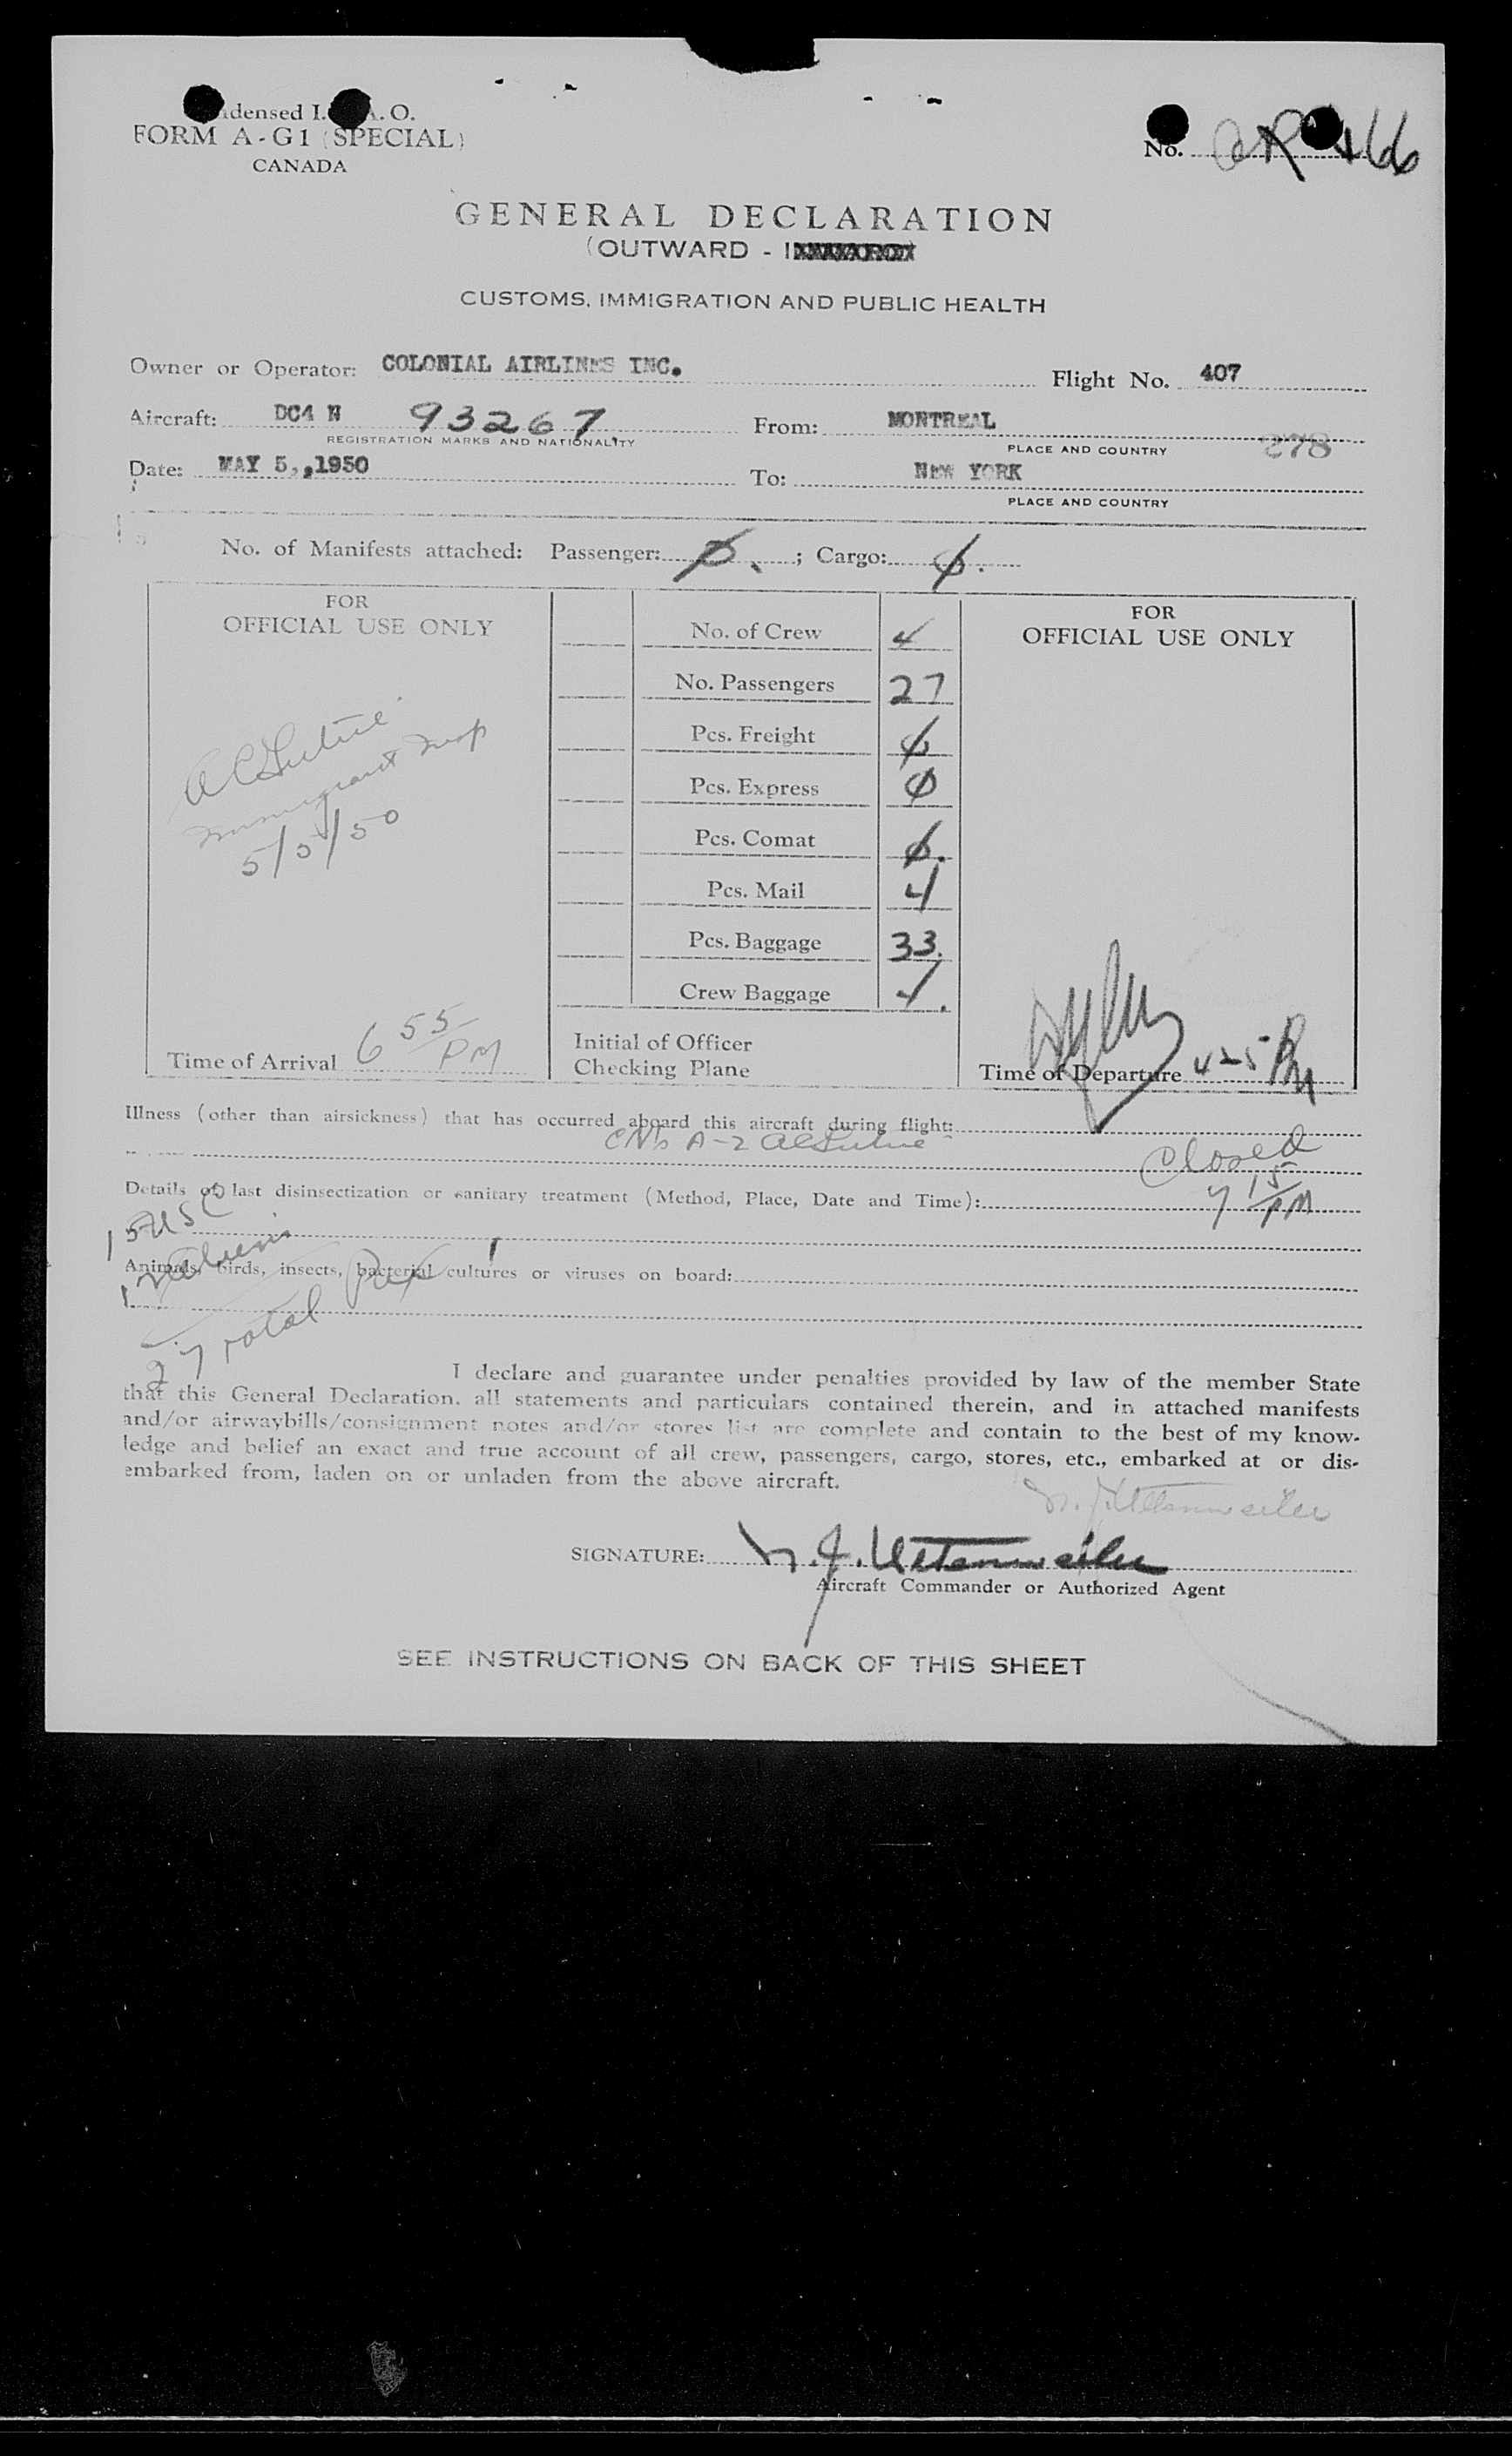 densed I. A. O.
FORM A-G1 (SPECIAL)
CANADA
No. 466
GENERAL DECLARATION
(OUTWARD - I
CUSTOMS, IMMIGRATION AND PUBLIC HEALTH
Owner or Operator: COLONIAL AIRLINES INC. Flight No. 407
Aircraft: DC4 N 93267 From: MONTREAL
REGISTRATION MARKS AND NATIONALITY PLACE AND COUNTRY 278
Date: MAY 5,,1950 To: NEW YORK
PLACE AND COUNTRY
No. of Manifests attached: Passenger: Ø. ; Cargo: Ø.
FOR
OFFICIAL USE ONLY
5/5/50
Time of Arrival 6 55 PM
No. of Crew 4
No. Passengers 27
Pcs. Freight Ø
Pcs. Express Ø
Pcs. Comat Ø.
Pcs. Mail 4
Pcs. Baggage 33.
Crew Baggage 4.
Initial of Officer
Checking Plane
FOR
OFFICIAL USE ONLY
Time of Departure 425 PM
Illness (other than airsickness) that has occurred aboard this aircraft during flight:
A-2
Closed
7 15 PM
Details of last disinsectization or sanitary treatment (Method, Place, Date and Time):
15 USC
Animals, birds, insects, bacterial cultures or viruses on board:
27 Total Pax
I declare and guarantee under penalties provided by law of the member State
that this General Declaration, all statements and particulars contained therein, and in attached manifests
and/or airwaybills/consignment notes and/or stores list are complete and contain to the best of my know-
ledge and belief an exact and true account of all crew, passengers, cargo, stores, etc., embarked at or dis-
embarked from, laden on or unladen from the above aircraft.
SIGNATURE:
Aircraft Commander or Authorized Agent
SEE INSTRUCTIONS ON BACK OF THIS SHEET